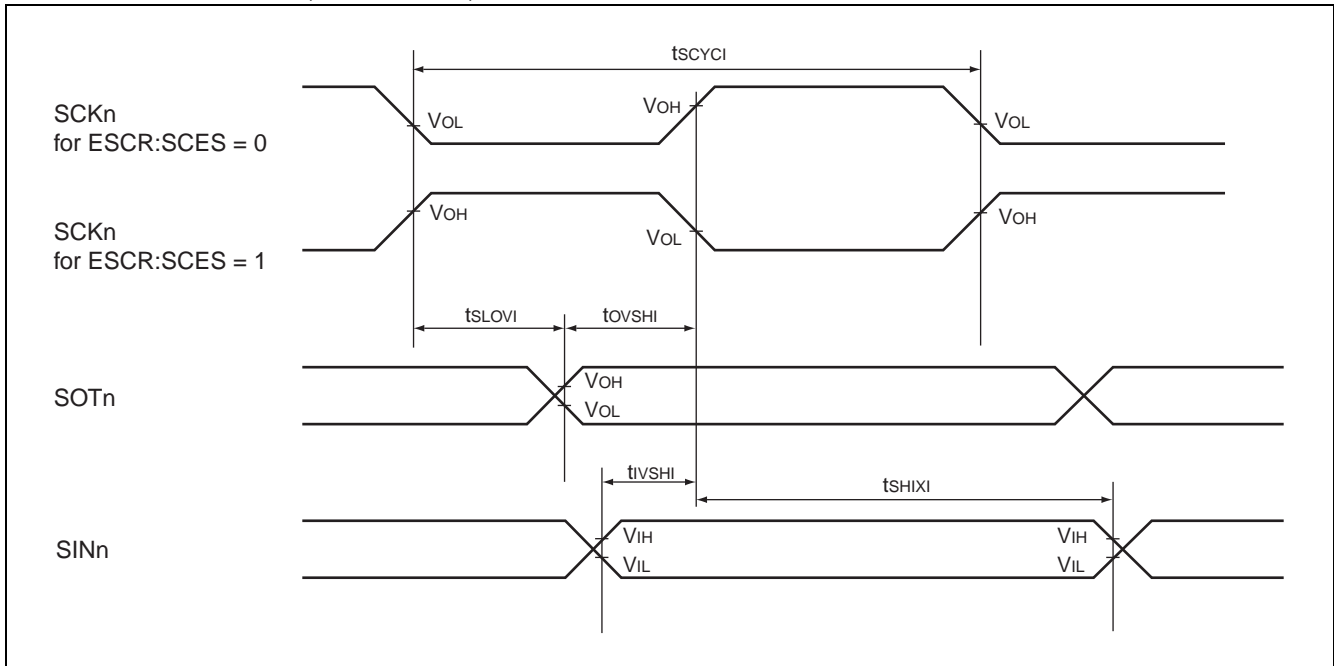 tSCYCI
SCKn
for ESCR:SCES = 0
VOL
VOH
VOL
SCKn
for ESCR:SCES = 1
VOH
VOL
VOH
tSLOVI
tOVSHI
SOTn
VOH
VOL
tIVSHI
tSHIXI
SINn
VIH
VIL
VIH
VIL